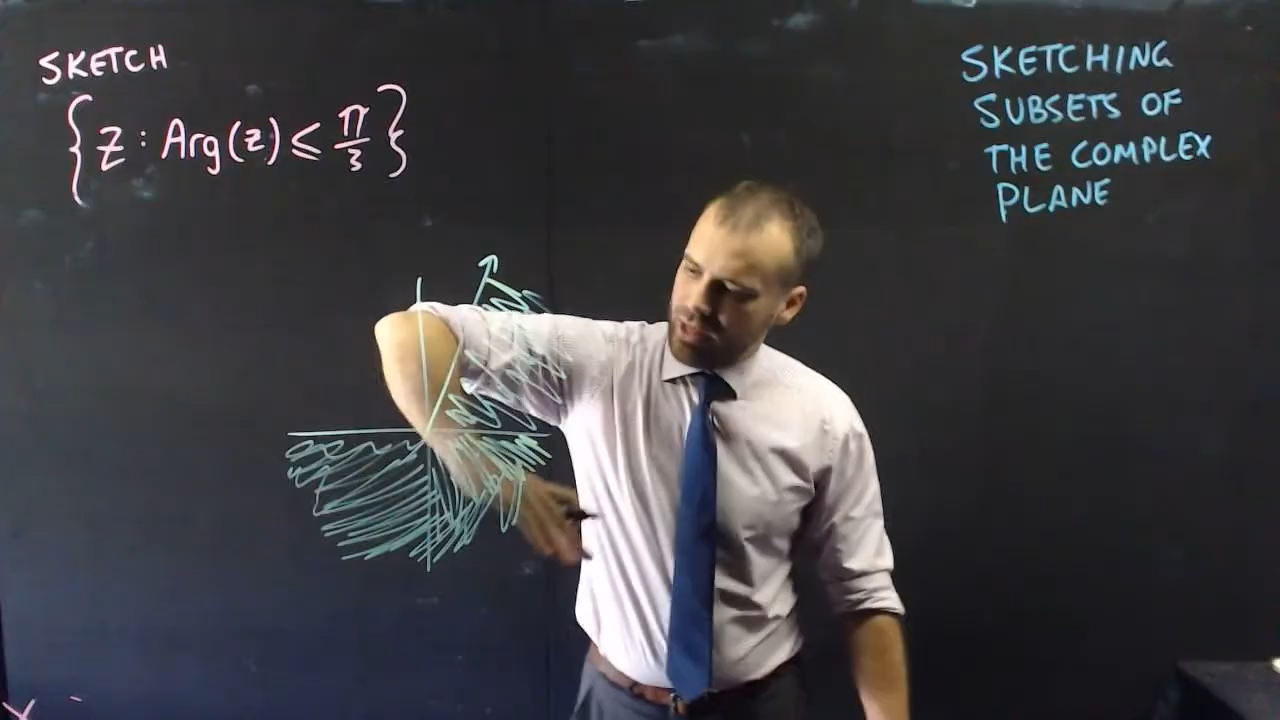 SKETCH
{z : Arg(z) ≤ π/3}
SKETCHING
SUBSETS OF
THE COMPLEX
PLANE